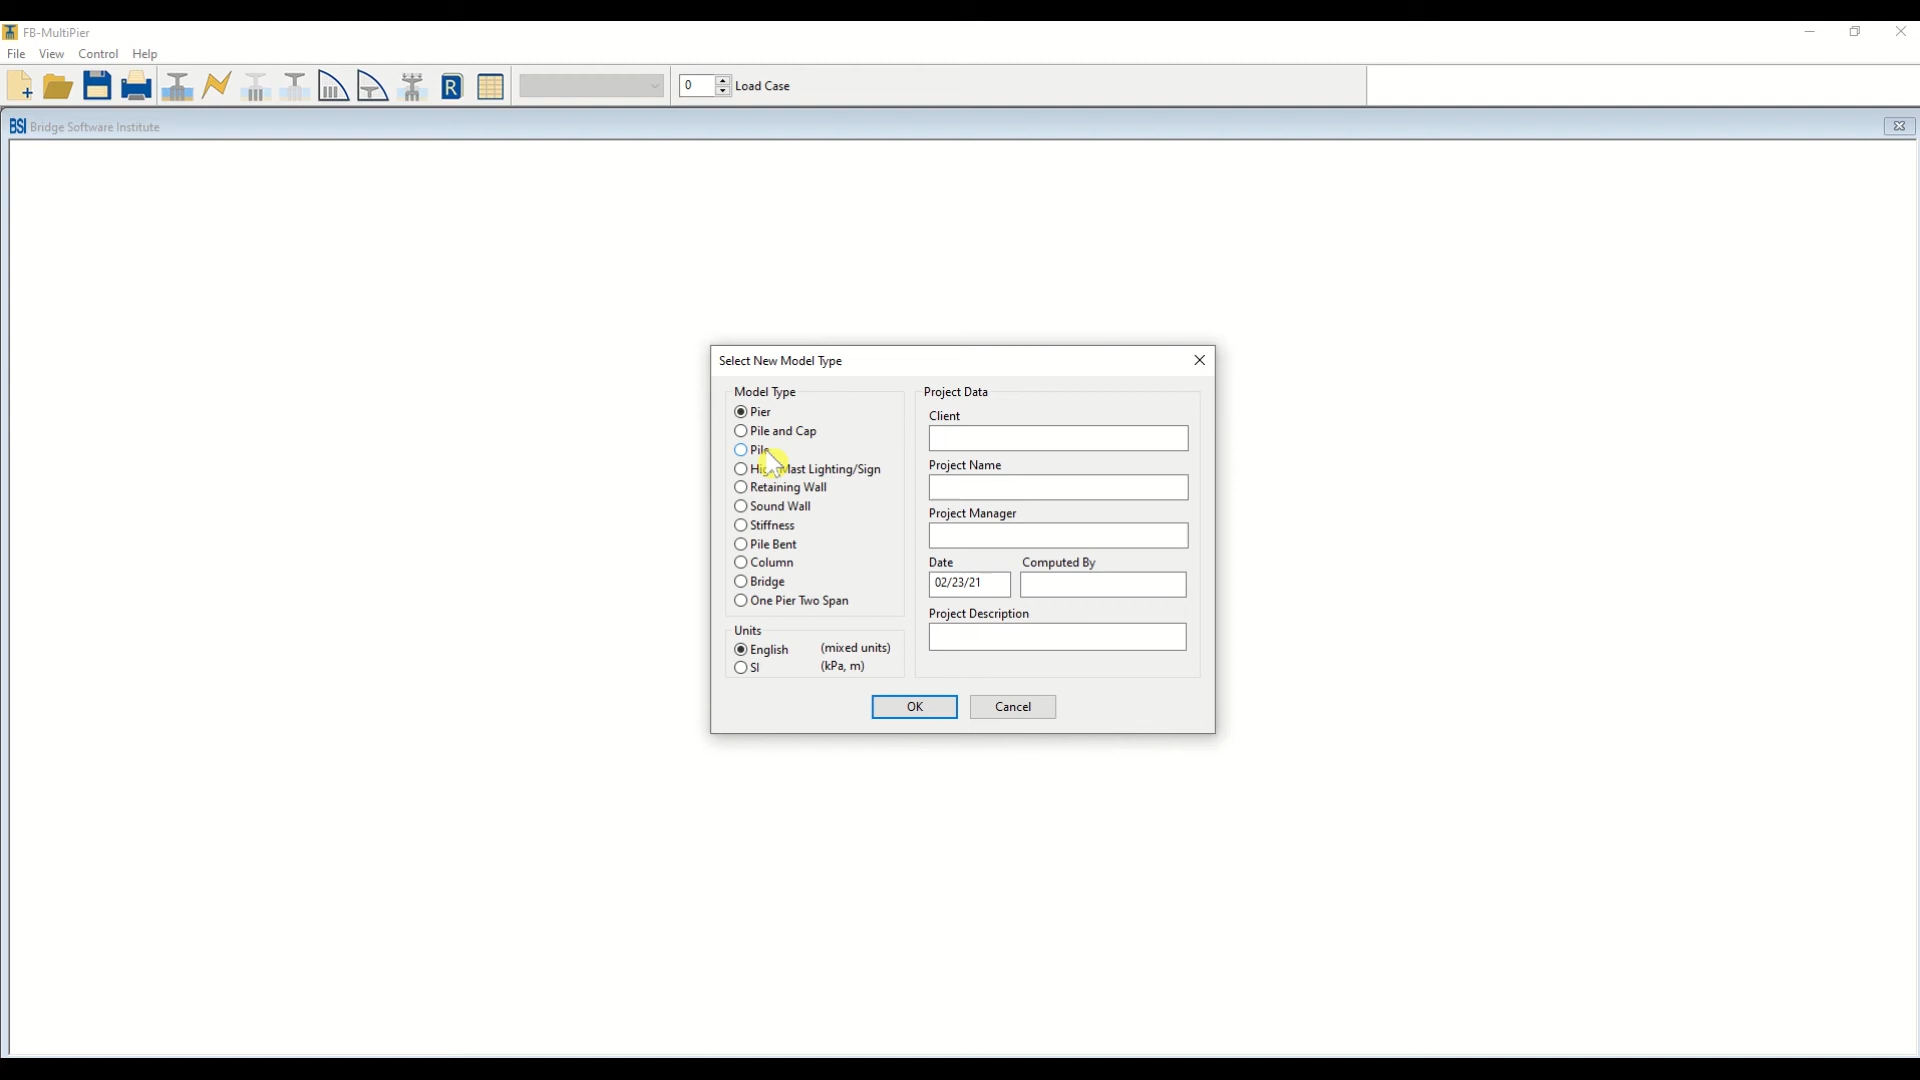 FB-MultiPier
File View Control Help
R 0 Load Case
BSI Bridge Software Institute
Select New Model Type
Model Type
Pier
Pile and Cap
Pile
Mast Lighting/Sign
Retaining Wall
Sound Wall
Stiffness
Pile Bent
Column
Bridge
One Pier Two Span
Units
English (mixed units)
SI (kPa, m)
Project Data
Client
Project Name
Project Manager
Date Computed By
02/23/21
Project Description
OK Cancel